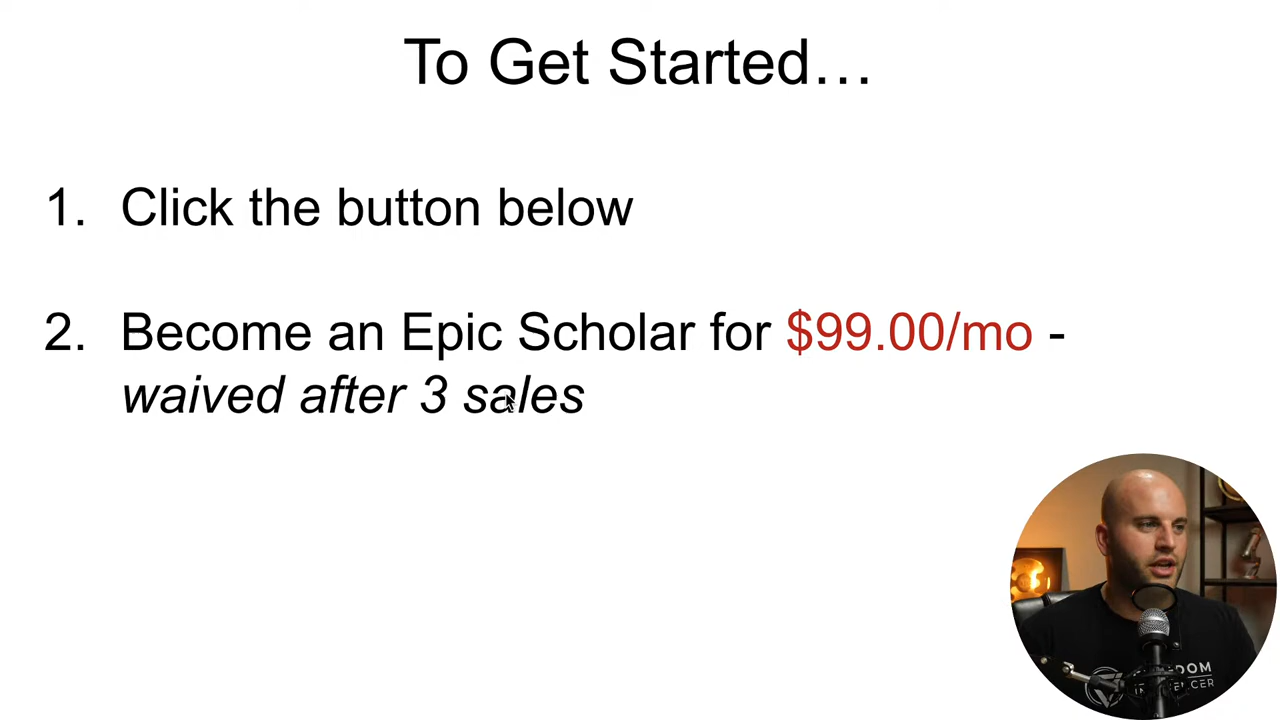 To Get Started…
1. Click the button below
2. Become an Epic Scholar for $99.00/mo -
waived after 3 sales